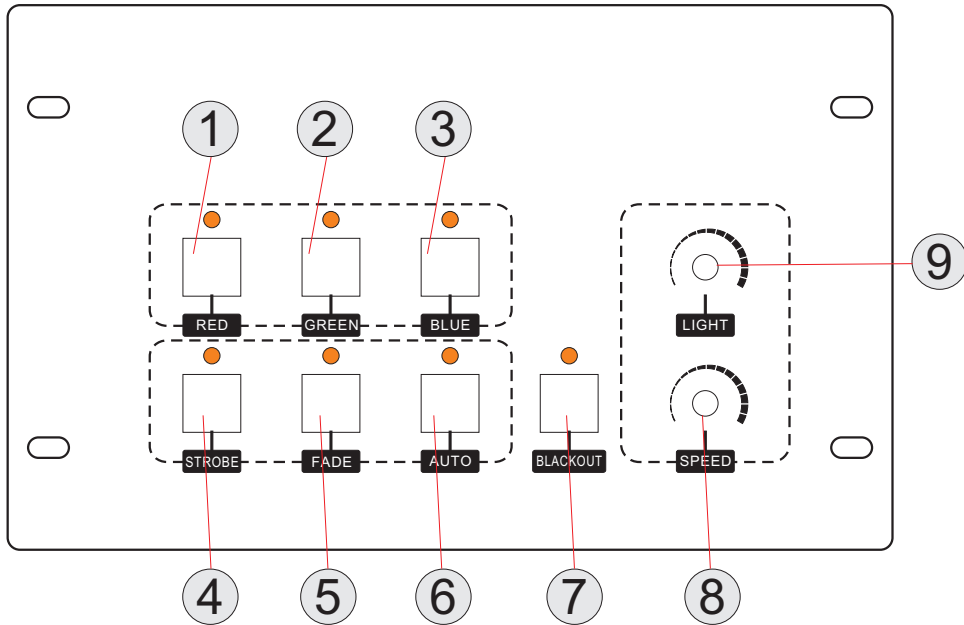 1 2 3
9
RED GREEN BLUE LIGHT
STROBE FADE AUTO BLACKOUT SPEED
4 5 6 7 8